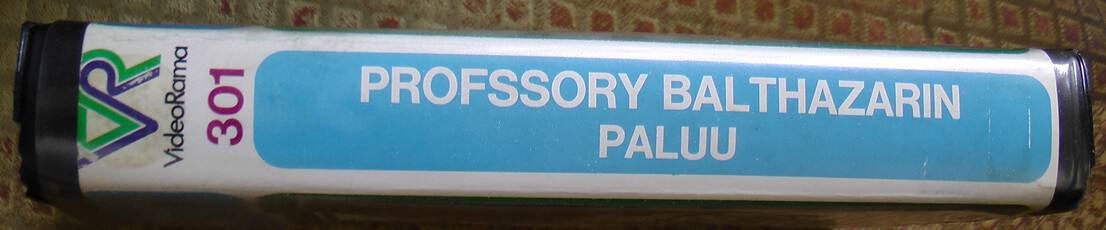 VR
VideoRama
301
PROFSSORY BALTHAZARIN
PALUU